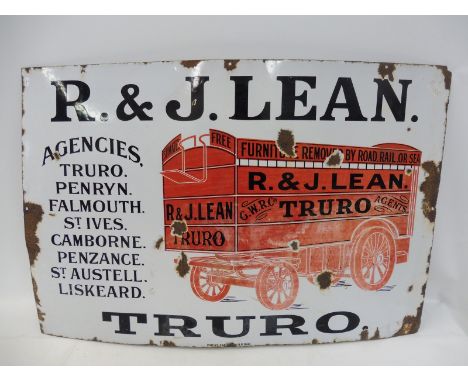 R. & J. LEAN.
AGENCIES,
TRURO.
PENRYN.
FALMOUTH.
ST IVES.
CAMBORNE.
PENZANCE.
ST AUSTELL.
LISKEARD.
FREE
FURNITURE REMOVED BY ROAD, RAIL OR SEA
R. & J. LEAN.
G.W.R. Co TRURO AGENTS.
R. & J. LEAN
TRURO
TRURO.